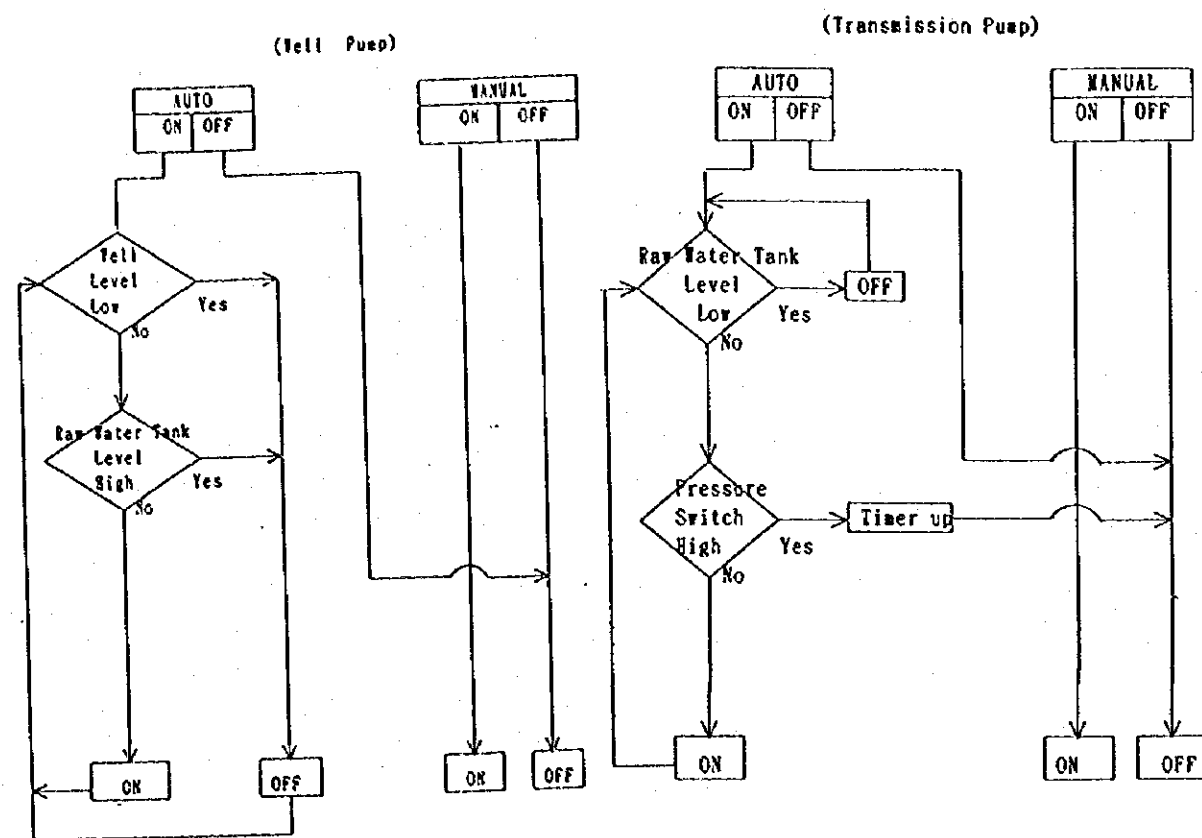 (Well Pump)
AUTO
ON OFF
MANUAL
ON OFF
Well
Level
Low
Yes
No
Raw Water Tank
Level
High
Yes
No
ON
OFF
ON
OFF
(Transmission Pump)
AUTO
ON OFF
MANUAL
ON OFF
Raw Water Tank
Level
Low
Yes
No
OFF
Pressore
Switch
High
Yes
No
Timer up
ON
ON
OFF